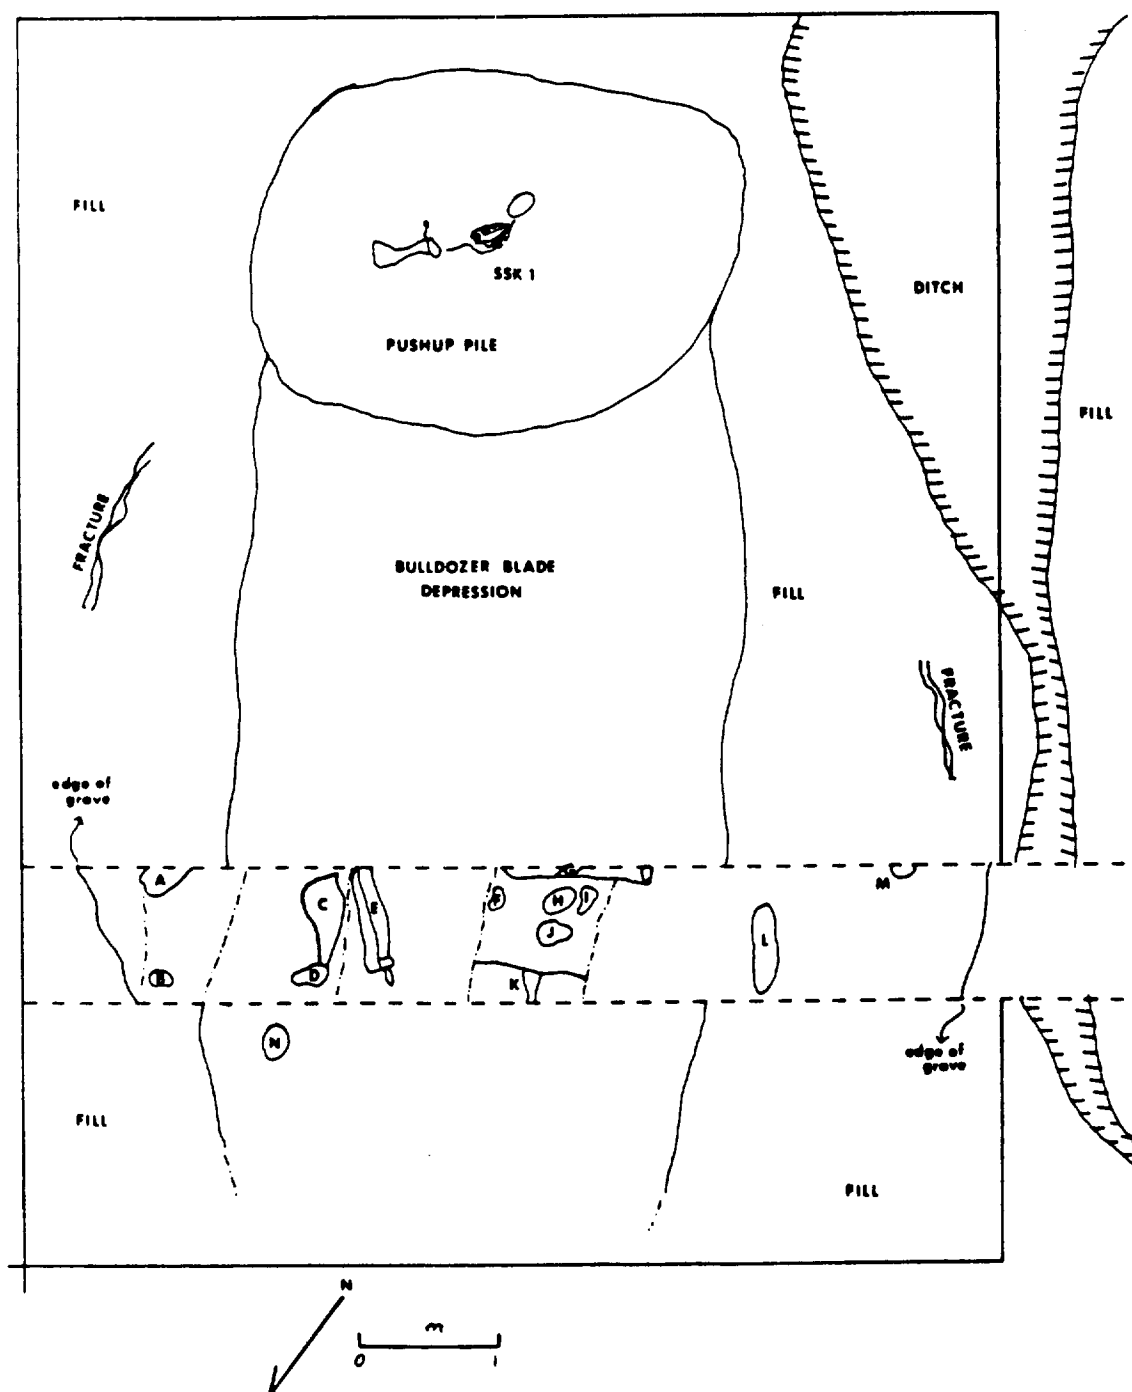 FILL
SSK 1
DITCH
PUSHUP PILE
FILL
FRACTURE
BULLDOZER BLADE
DEPRESSION
FILL
FRACTURE
edge of
grave
A
C
E
F
H
I
M
J
L
B
D
K
N
edge of
grave
FILL
FILL
N
m
0 1